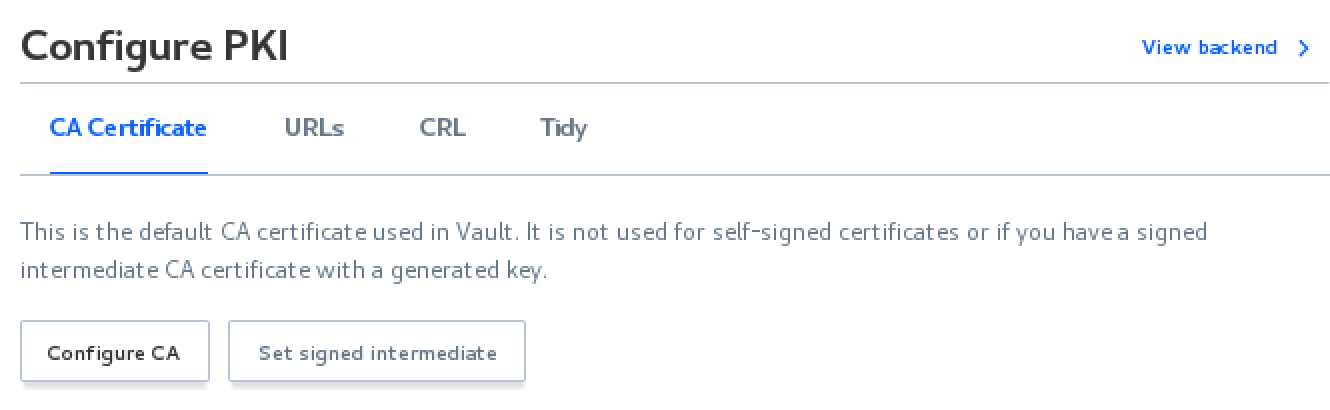 Configure PKI
View backend
CA Certificate URLs CRL Tidy
This is the default CA certificate used in Vault. It is not used for self-signed certificates or if you have a signed
intermediate CA certificate with a generated key.
Configure CA Set signed intermediate